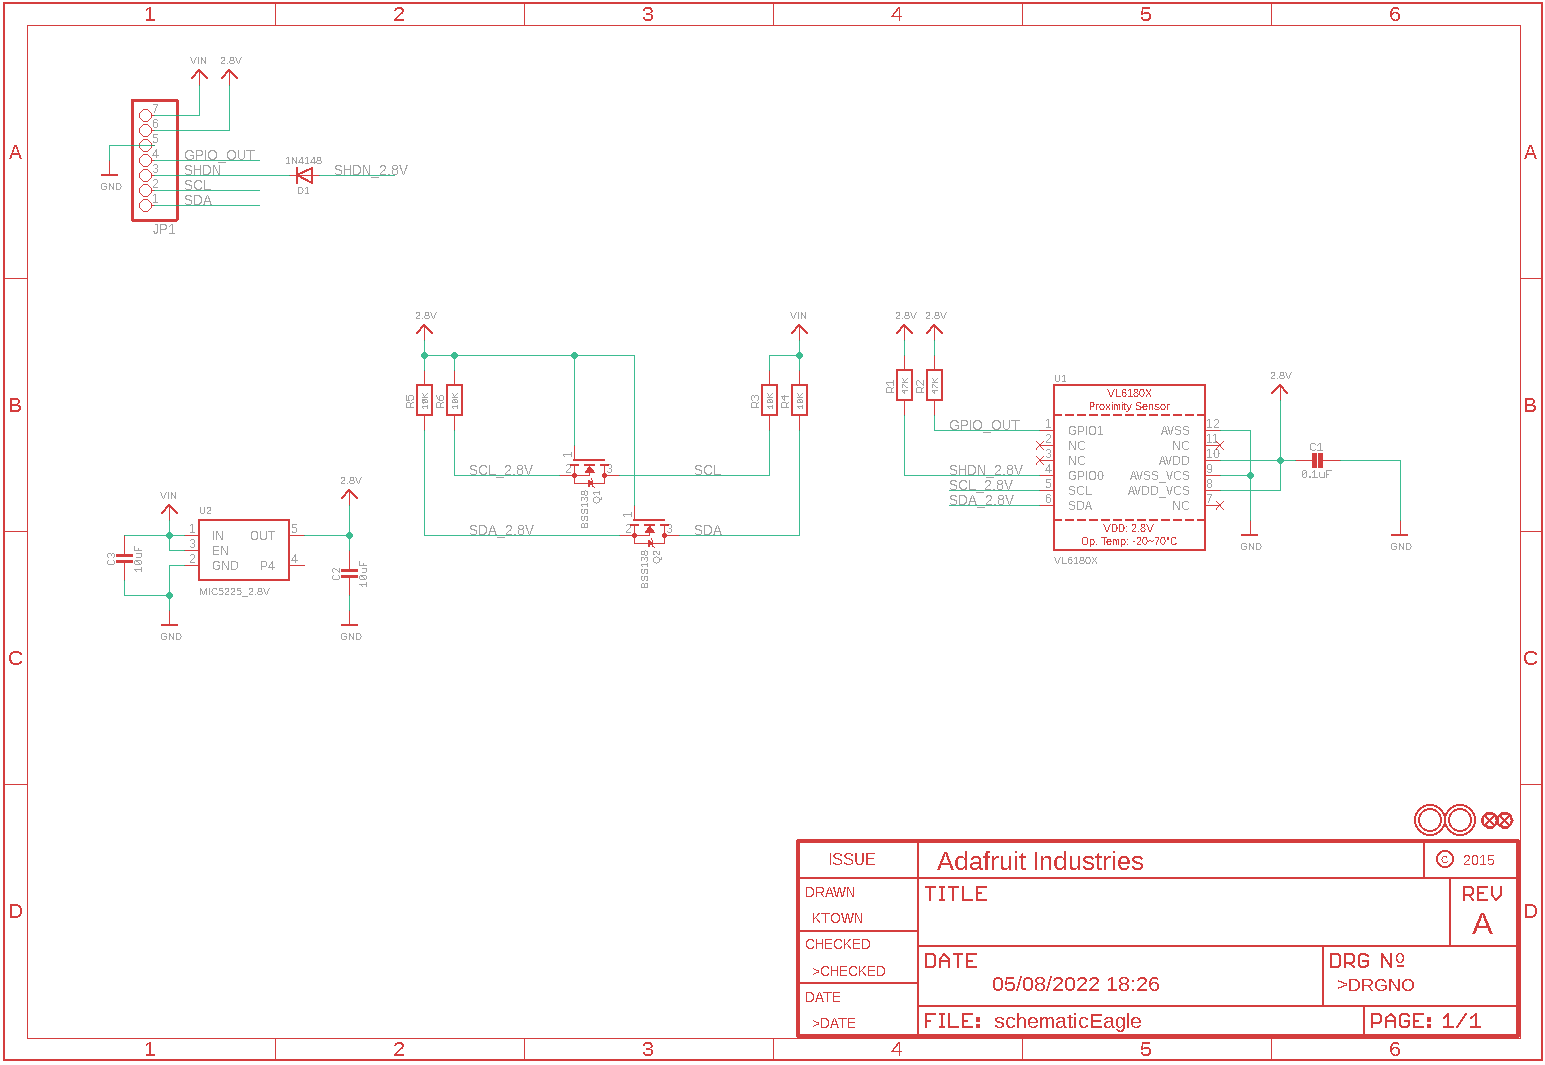 1 2 3 4 5 6
A A
VIN 2.8V
7
6
5
4 GPIO_OUT
3 SHDN
2 SCL
1 SDA
GND
JP1
1N4148
D1
SHDN_2.8V
B B
2.8V
R5 10K
R6 10K
VIN
R3 10K
R4 10K
SCL_2.8V
1
2 3
BSS138
Q1
SCL
SDA_2.8V
1
2 3
BSS138
Q2
SDA
2.8V 2.8V
R1 47K
R2 47K
GPIO_OUT
SHDN_2.8V
SCL_2.8V
SDA_2.8V
U1
VL6180X
Proximity Sensor
1 GPIO1 AVSS 12
2 NC NC 11
3 NC AVDD 10
4 GPIO0 AVSS_VCS 9
5 SCL AVDD_VCS 8
6 SDA NC 7
VDD: 2.8V
Op. Temp: -20~70°C
VL6180X
2.8V
C1
0.1uF
GND
GND
VIN
U2
2.8V
1 IN OUT 5
3 EN
2 GND P4 4
MIC5225_2.8V
C3 10uF
C2 10uF
GND
GND
C C
D D
ISSUE
Adafruit Industries
© 2015
DRAWN
KTOWN
TITLE
REV
A
CHECKED
>CHECKED
DATE
05/08/2022 18:26
DRG Nº
>DRGNO
DATE
>DATE
FILE: schematicEagle
PAGE: 1/1
1 2 3 4 5 6